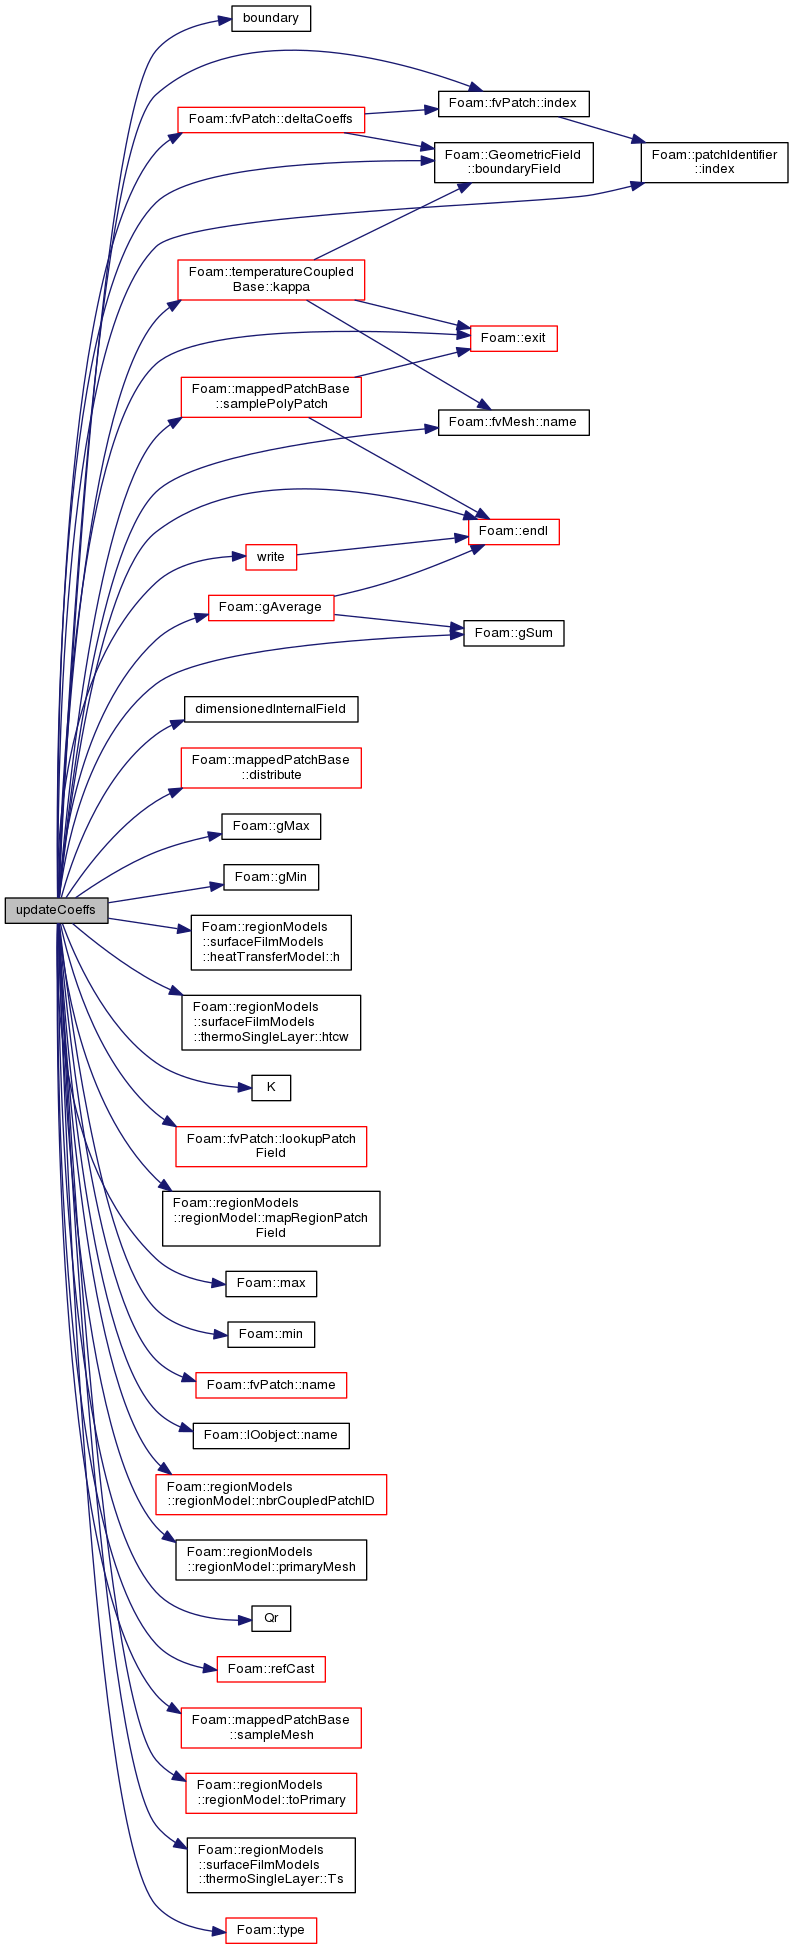 boundary
Foam::fvPatch::index
Foam::fvPatch::deltaCoeffs
Foam::GeometricField
::boundaryField
Foam::patchIdentifier
::index
Foam::temperatureCoupled
Base::kappa
Foam::exit
Foam::mappedPatchBase
::samplePolyPatch
Foam::fvMesh::name
Foam::endl
write
Foam::gAverage
Foam::gSum
dimensionedInternalField
Foam::mappedPatchBase
::distribute
Foam::gMax
Foam::gMin
updateCoeffs
Foam::regionModels
::surfaceFilmModels
::heatTransferModel::h
Foam::regionModels
::surfaceFilmModels
::thermoSingleLayer::htcw
K
Foam::fvPatch::lookupPatch
Field
Foam::regionModels
::regionModel::mapRegionPatch
Field
Foam::max
Foam::min
Foam::fvPatch::name
Foam::IOobject::name
Foam::regionModels
::regionModel::nbrCoupledPatchID
Foam::regionModels
::regionModel::primaryMesh
Qr
Foam::refCast
Foam::mappedPatchBase
::sampleMesh
Foam::regionModels
::regionModel::toPrimary
Foam::regionModels
::surfaceFilmModels
::thermoSingleLayer::Ts
Foam::type